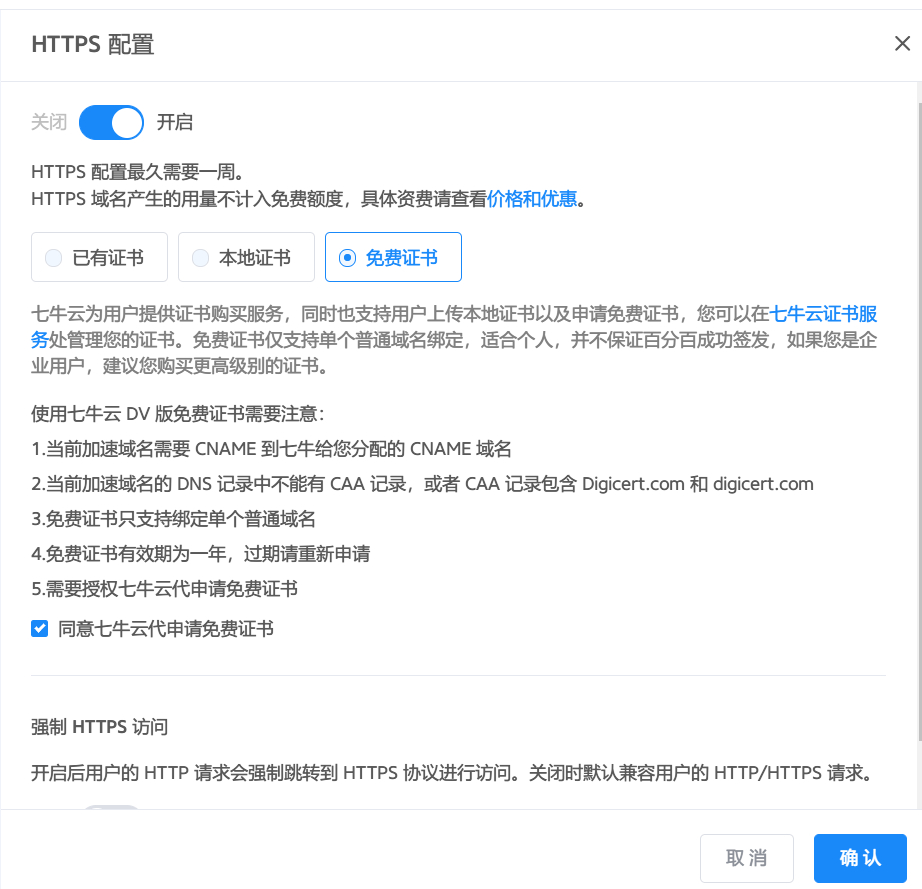 HTTPS 配置
关闭 开启
HTTPS 配置最久需要一周。
HTTPS 域名产生的用量不计入免费额度，具体资费请查看价格和优惠。
已有证书 本地证书 免费证书
七牛云为用户提供证书购买服务，同时也支持用户上传本地证书以及申请免费证书，您可以在七牛云证书服
务处管理您的证书。免费证书仅支持单个普通域名绑定，适合个人，并不保证百分百成功签发，如果您是企
业用户，建议您购买更高级别的证书。
使用七牛云 DV 版免费证书需要注意：
1.当前加速域名需要 CNAME 到七牛给您分配的 CNAME 域名
2.当前加速域名的 DNS 记录中不能有 CAA 记录，或者 CAA 记录包含 Digicert.com 和 digicert.com
3.免费证书只支持绑定单个普通域名
4.免费证书有效期为一年，过期请重新申请
5.需要授权七牛云代申请免费证书
同意七牛云代申请免费证书
强制 HTTPS 访问
开启后用户的 HTTP 请求会强制跳转到 HTTPS 协议进行访问。关闭时默认兼容用户的 HTTP/HTTPS 请求。
取消 确认